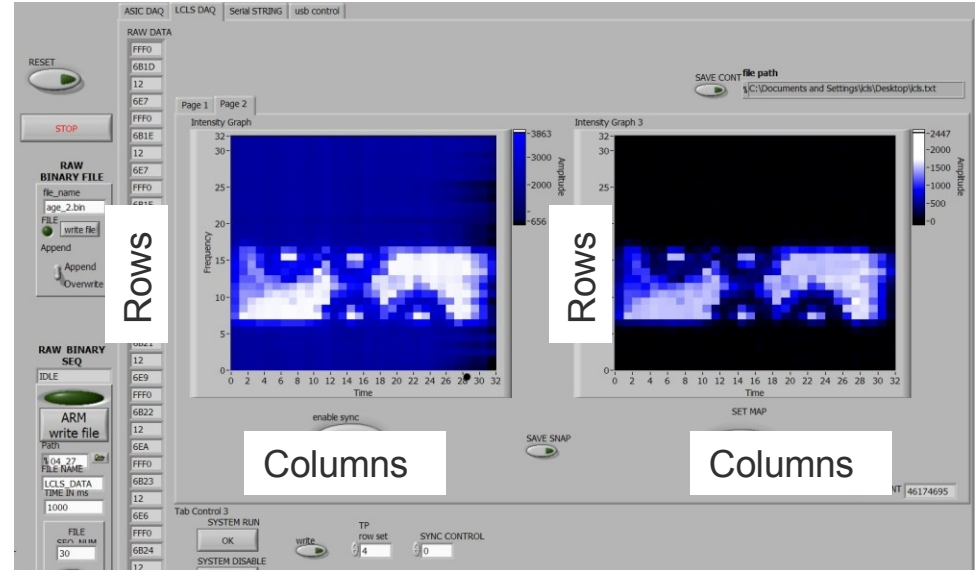 ASIC DAQ LCLS DAQ Serial STRING usb control
RAW DATA
FFF0
6B1D
12
6E7
FFF0
6B1E
12
6E7
FFF0
6B21
12
6E9
FFF0
6B22
12
6EA
FFF0
6B23
12
6E6
FFF0
6B24
12
RESET
STOP
RAW
BINARY FILE
file_name
age_2.bin
FILE
write file
Append
Append
Overwrite
RAW BINARY
SEQ
IDLE
ARM
write file
Path
04_27
FILE NAME
LCLS_DATA
TIME IN ms
1000
FILE
SEQ NUM
30
SAVE CONT
file path
C:\Documents and Settings\lcls\Desktop\lcls.txt
Page 1 Page 2
Intensity Graph
32
30
25
20
15
10
5
0
Frequency
0 2 4 6 8 10 12 14 16 18 20 22 24 26 28 30 32
Time
3863
3000
2000
656
Amplitude
Rows
Columns
Intensity Graph 3
32
30
25
0
0 2 4 6 8 10 12 14 16 18 20 22 24 26 28 30 32
Time
2447
2000
1500
1000
500
0
Amplitude
Rows
Columns
enable sync
SAVE SNAP
SET MAP
NT 46174695
Tab Control 3
SYSTEM RUN
OK
SYSTEM DISABLE
write
TP
row set
4
SYNC CONTROL
0